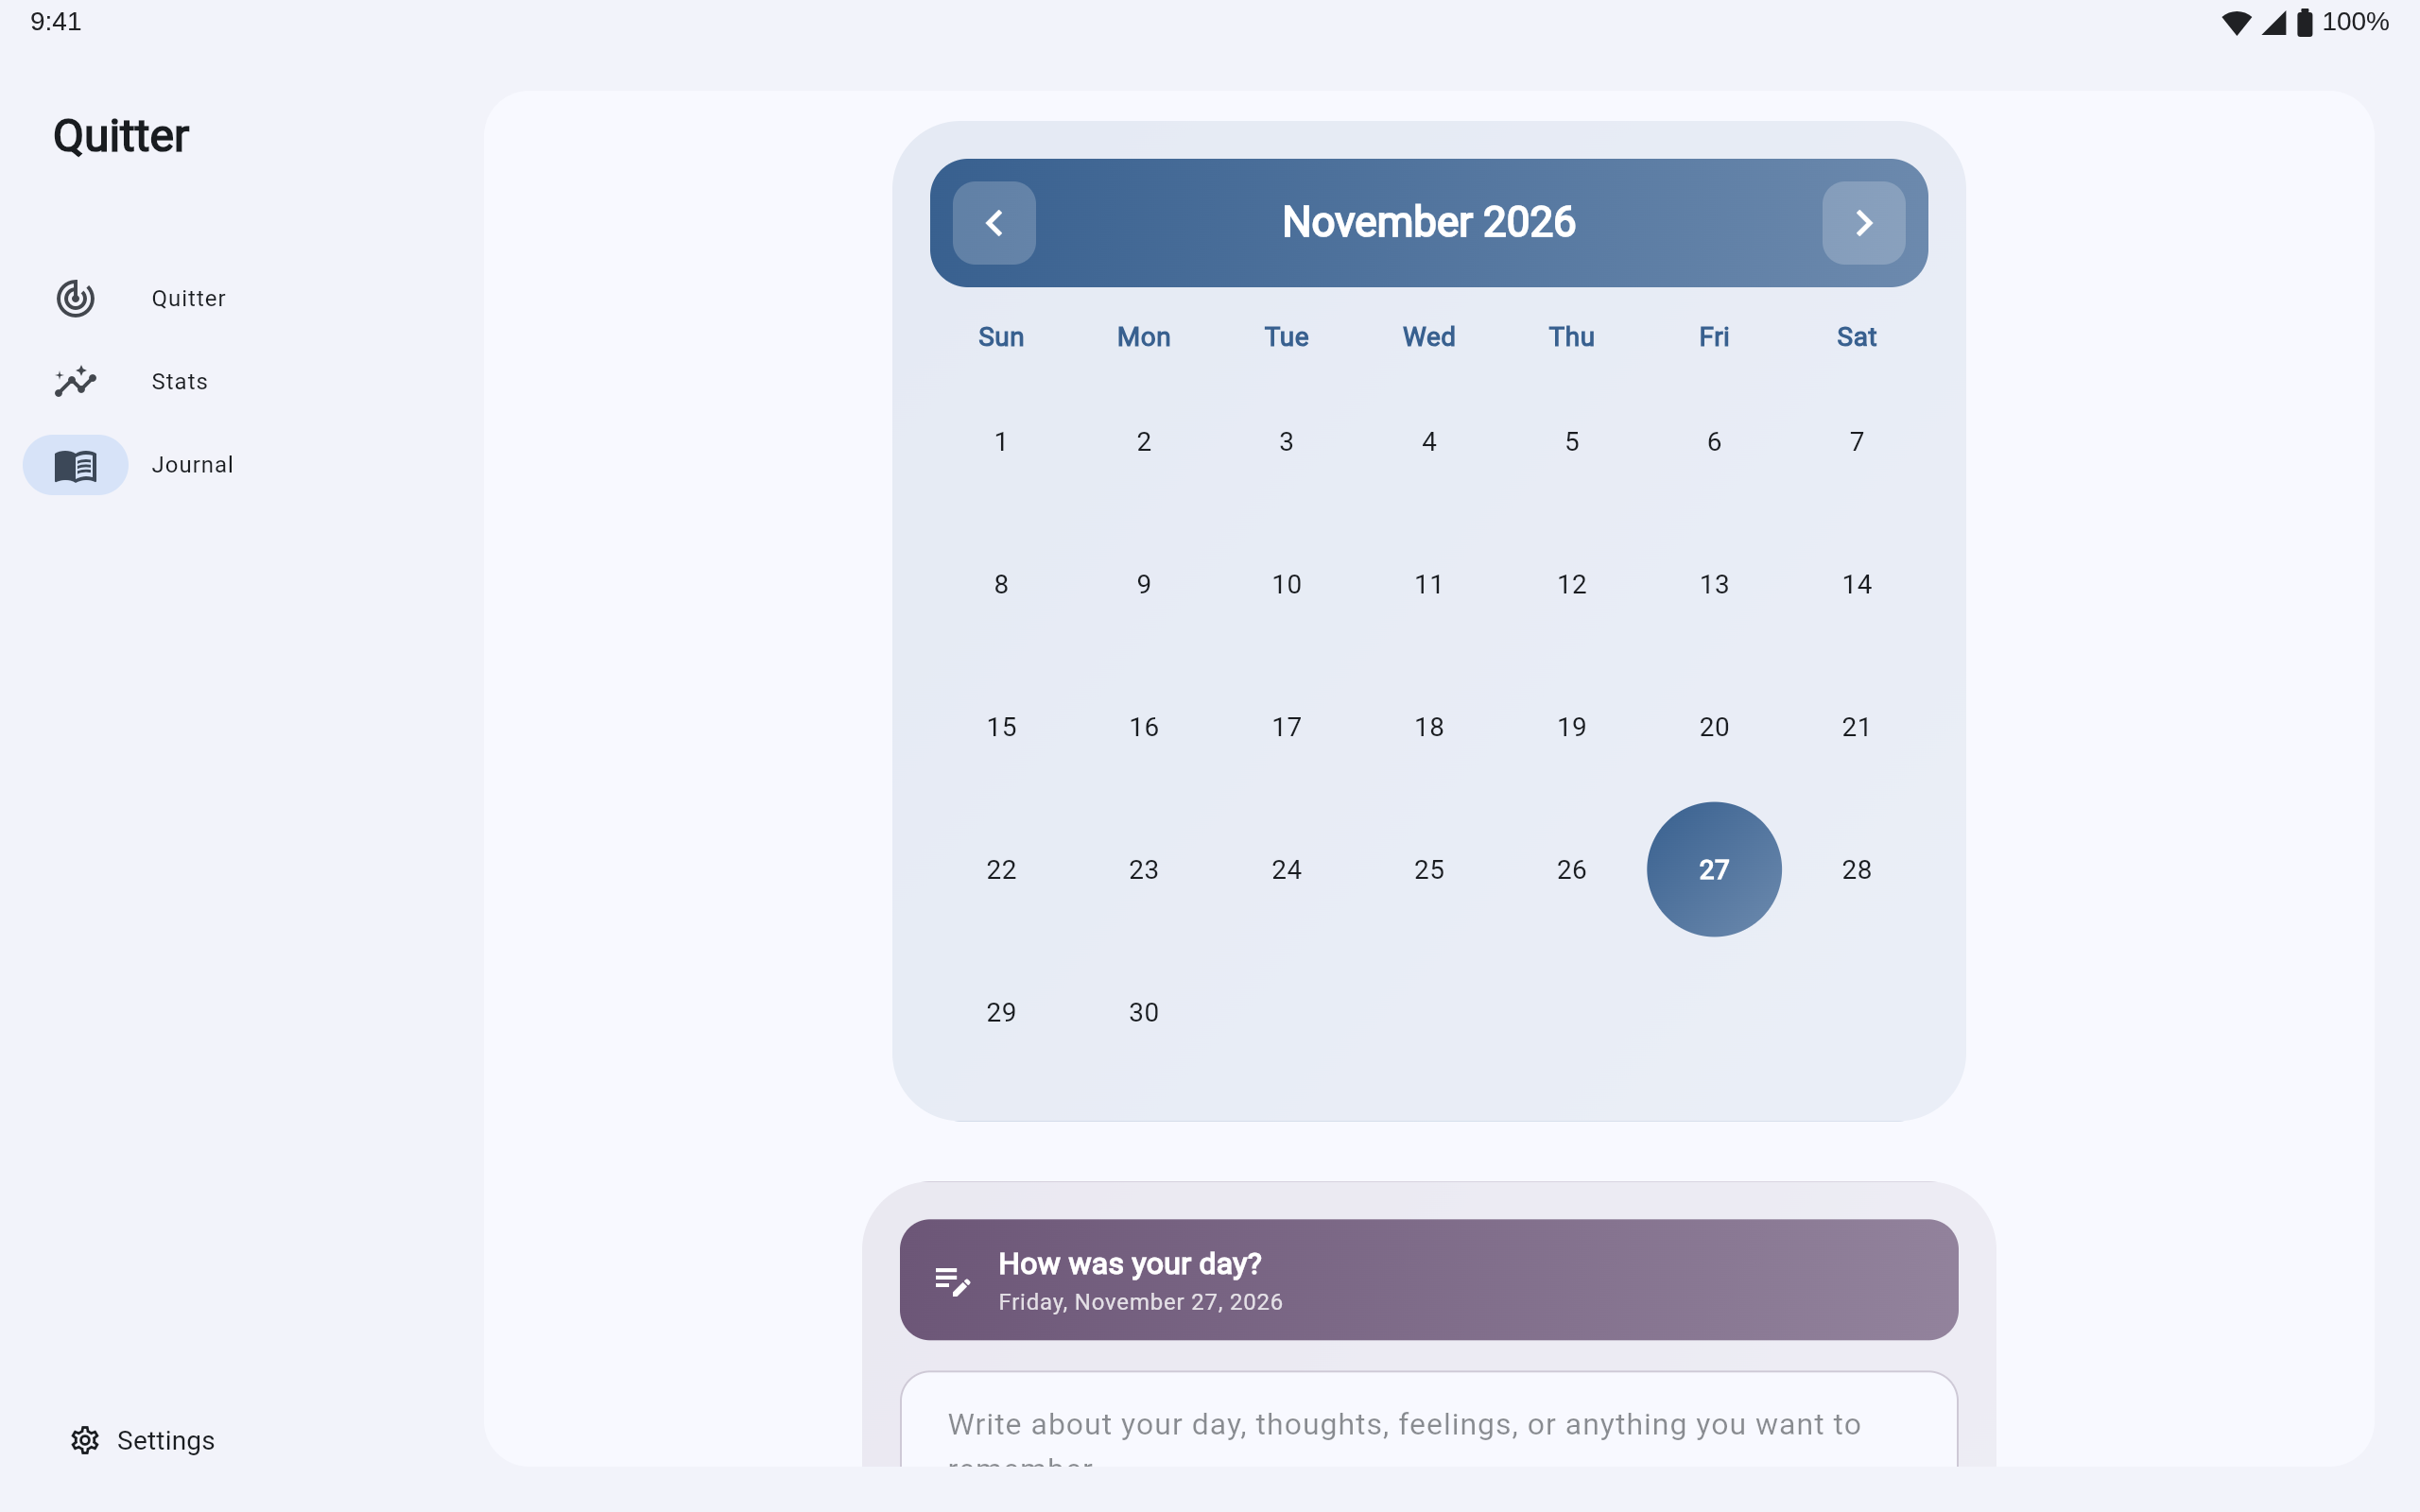 9:41
100%
Quitter
Quitter
Stats
Journal
Settings
November 2026
Sun Mon Tue Wed Thu Fri Sat
1 2 3 4 5 6 7
8 9 10 11 12 13 14
15 16 17 18 19 20 21
22 23 24 25 26 27 28
29 30
How was your day?
Friday, November 27, 2026
Write about your day, thoughts, feelings, or anything you want to
remember